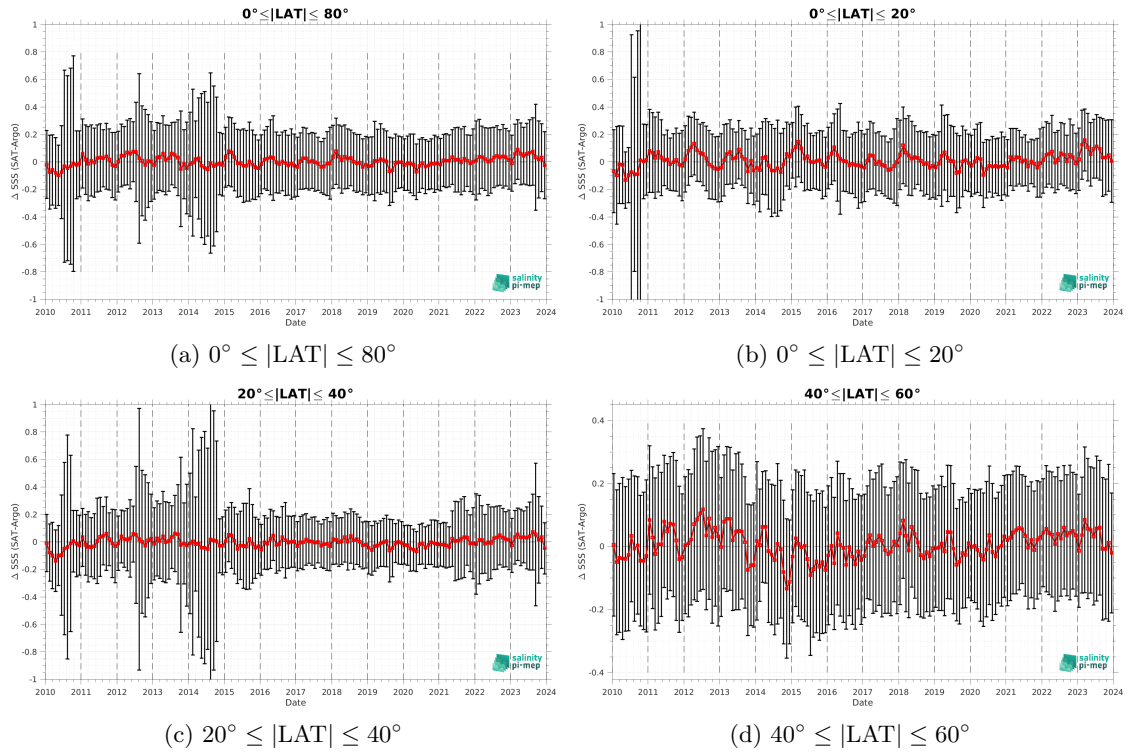 0°≤|LAT|≤ 80°
Δ SSS (SAT-Argo)
1
0.8
0.6
0.4
0.2
0
-0.2
-0.4
-0.6
-0.8
-1
2010 2011 2012 2013 2014 2015 2016 2017 2018 2019 2020 2021 2022 2023 2024
Date
salinity
pi-mep
(a) 0° ≤ |LAT| ≤ 80°
0°≤|LAT|≤ 20°
Δ SSS (SAT-Argo)
1
0.8
0.6
0.4
0.2
0
-0.2
-0.4
-0.6
-0.8
-1
2010 2011 2012 2013 2014 2015 2016 2017 2018 2019 2020 2021 2022 2023 2024
Date
salinity
pi-mep
(b) 0° ≤ |LAT| ≤ 20°
20°≤|LAT|≤ 40°
Δ SSS (SAT-Argo)
1
0.8
0.6
0.4
0.2
0
-0.2
-0.4
-0.6
-0.8
-1
2010 2011 2012 2013 2014 2015 2016 2017 2018 2019 2020 2021 2022 2023 2024
Date
salinity
pi-mep
(c) 20° ≤ |LAT| ≤ 40°
40°≤|LAT|≤ 60°
Δ SSS (SAT-Argo)
0.4
0.2
0
-0.2
-0.4
2010 2011 2012 2013 2014 2015 2016 2017 2018 2019 2020 2021 2022 2023 2024
Date
salinity
pi-mep
(d) 40° ≤ |LAT| ≤ 60°